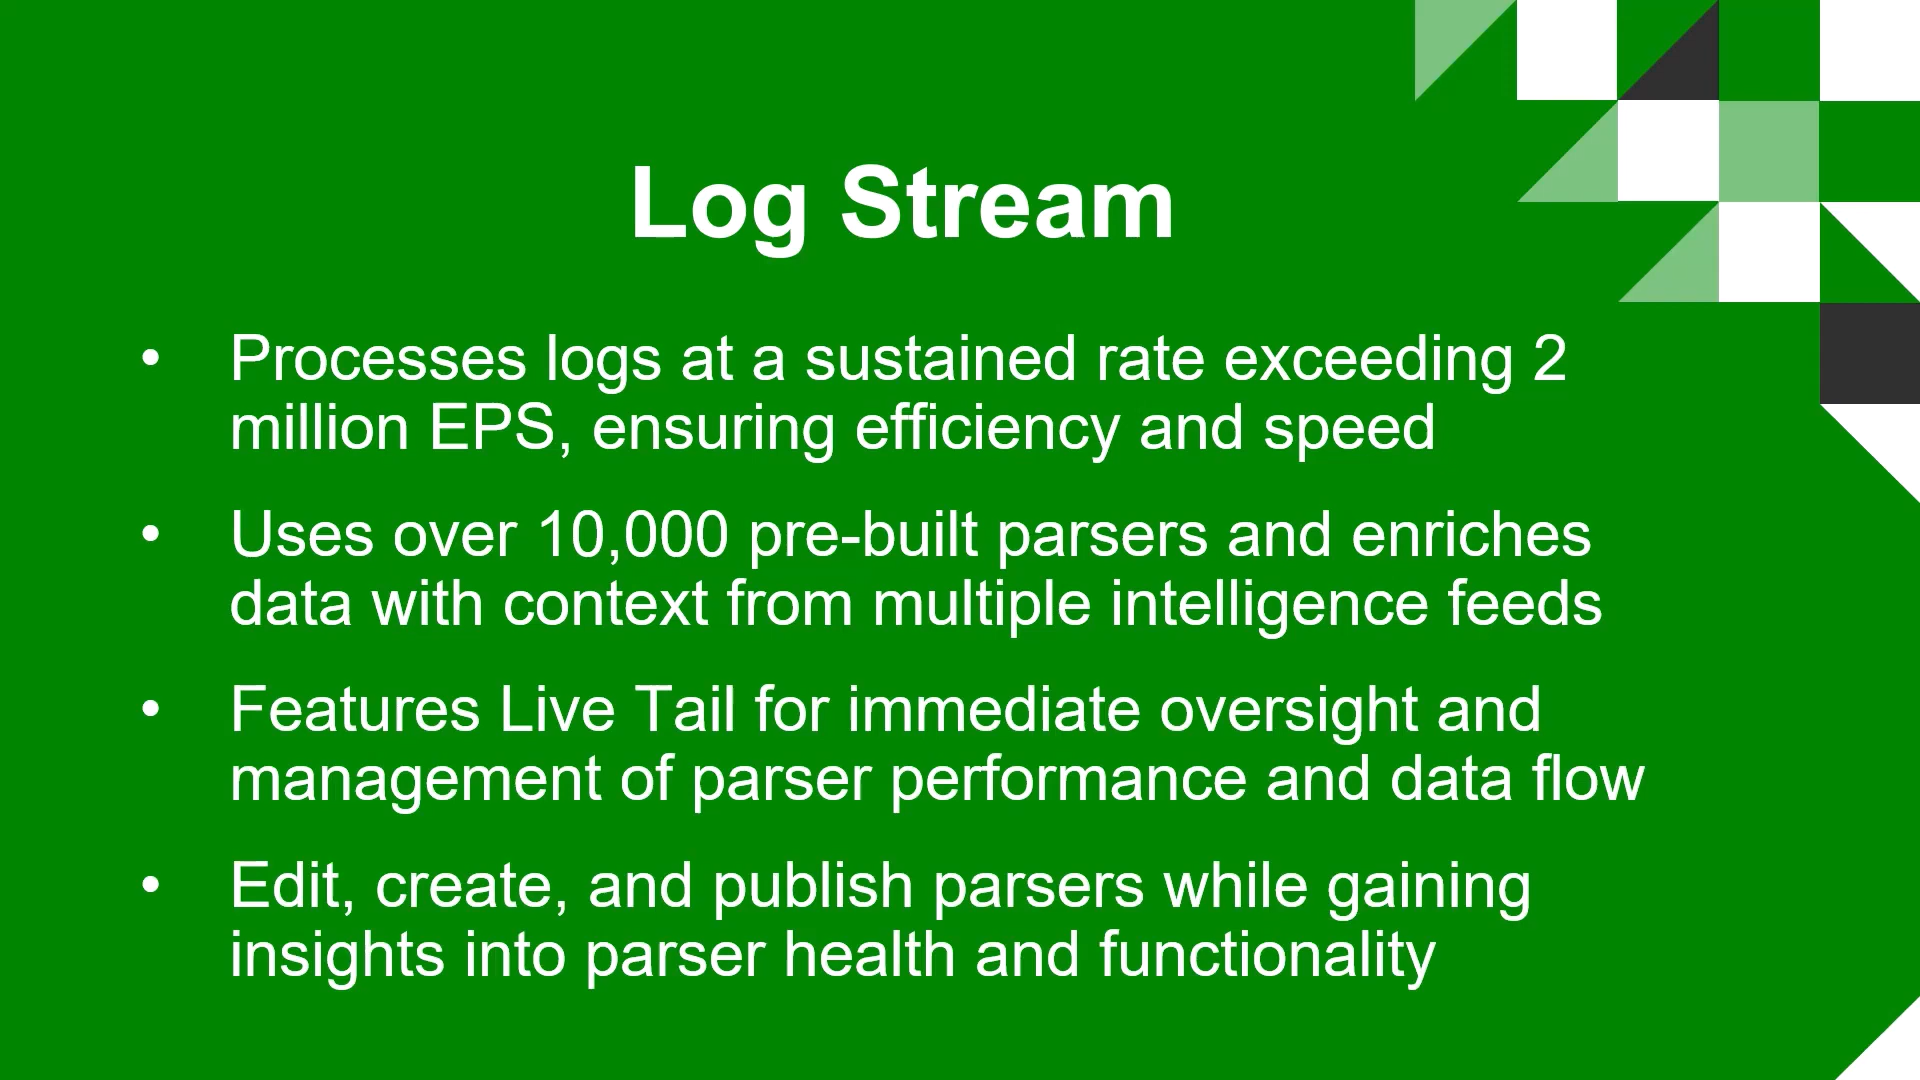 Log Stream
• Processes logs at a sustained rate exceeding 2
million EPS, ensuring efficiency and speed
• Uses over 10,000 pre-built parsers and enriches
data with context from multiple intelligence feeds
• Features Live Tail for immediate oversight and
management of parser performance and data flow
• Edit, create, and publish parsers while gaining
insights into parser health and functionality